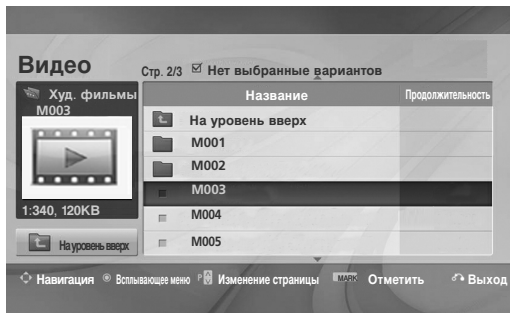 Видео
Стр. 2/3 Нет выбранные вариантов
Худ. фильмы
M003
Название Продолжительность
На уровень вверх
M001
M002
M003
M004
M005
1:340, 120KB
На уровень вверх
Навигация Всплывающее меню P Изменение страницы MARK Отметить Выход